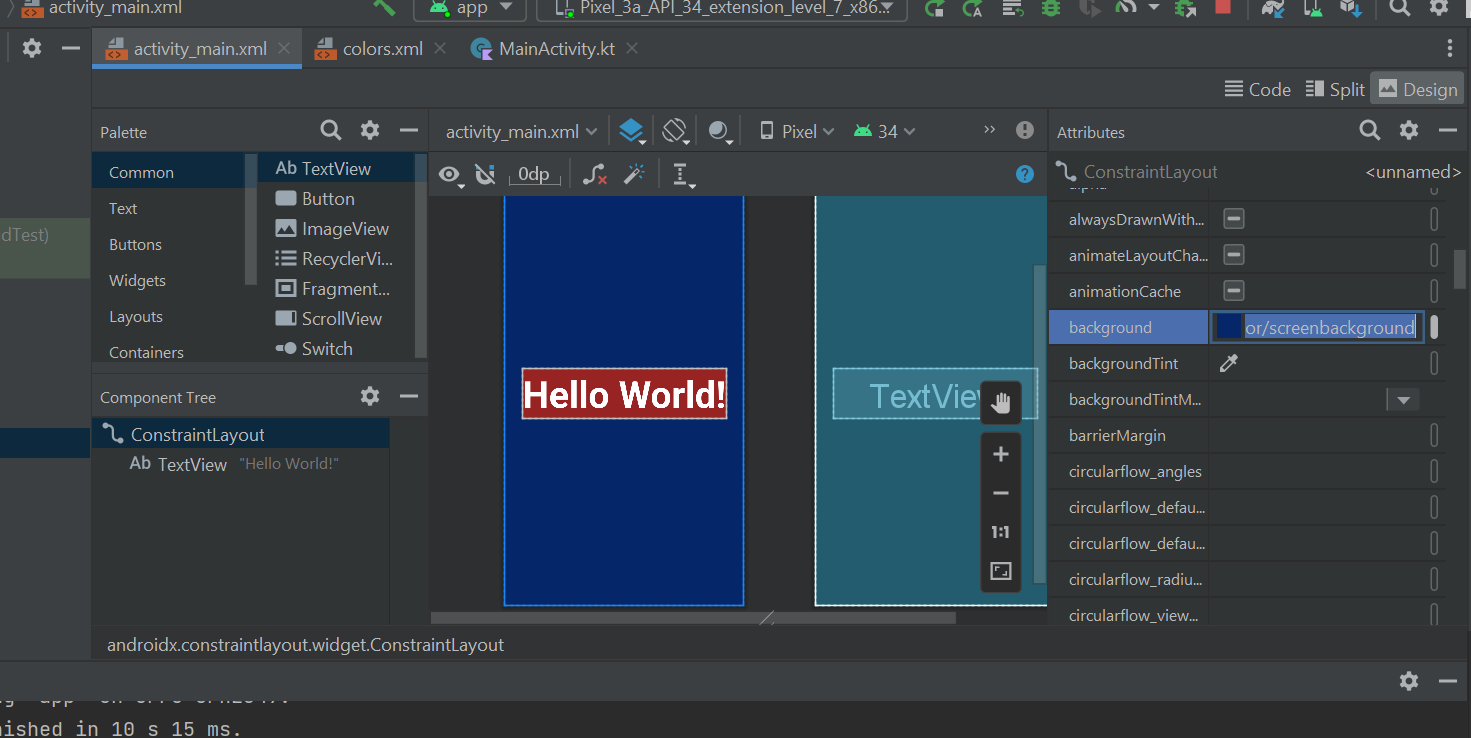 activity_main.xml app Pixel_3a_API_34_extension_level_7_x86...
activity_main.xml colors.xml MainActivity.kt
Code Split Design
Palette
activity_main.xml Pixel 34
Attributes
Common
Text
Buttons
Widgets
Layouts
Containers
Ab TextView
Button
ImageView
RecyclerVi...
Fragment...
ScrollView
Switch
0dp
ConstraintLayout <unnamed>
alpha
alwaysDrawnWith...
animateLayoutCha...
animationCache
background or/screenbackground
backgroundTint
backgroundTintM...
barrierMargin
circularflow_angles
circularflow_defau...
circularflow_defau...
circularflow_radiu...
circularflow_view...
Hello World!
TextView
1:1
Component Tree
ConstraintLayout
Ab TextView "Hello World!"
dTest)
androidx.constraintlayout.widget.ConstraintLayout
nished in 10 s 15 ms.